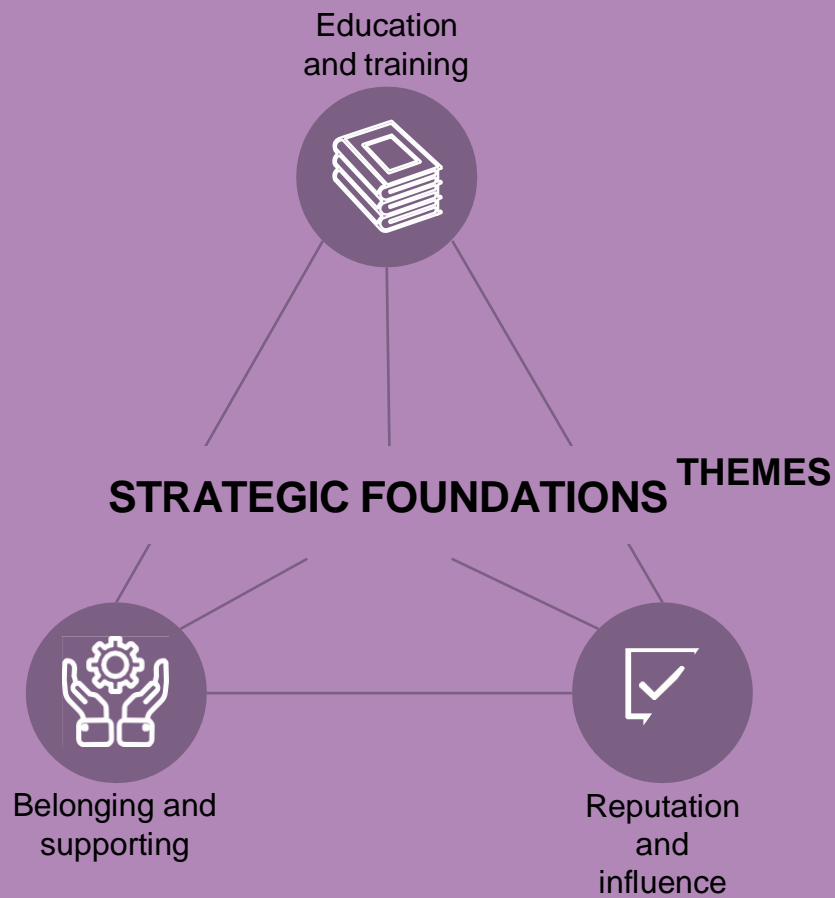 Education
and training
STRATEGIC FOUNDATIONS THEMES
Belonging and
supporting
Reputation
and
influence